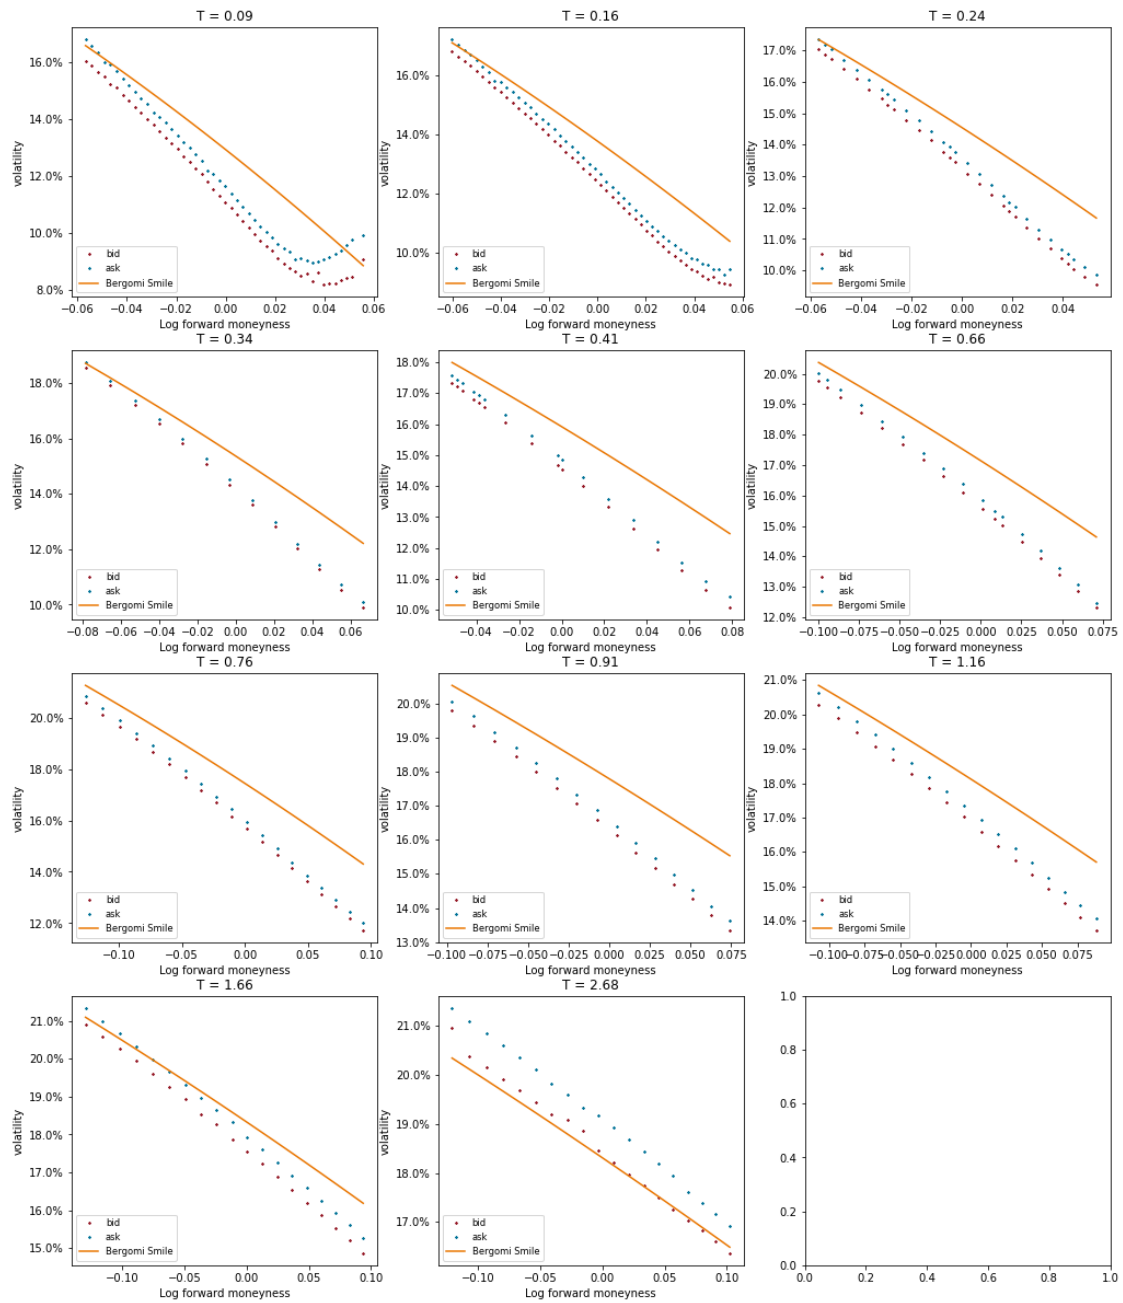 T = 0.09
T = 0.16
T = 0.24
volatility
16.0%
14.0%
12.0%
10.0%
8.0%
bid
ask
Bergomi Smile
−0.06 −0.04 −0.02 0.00 0.02 0.04 0.06
Log forward moneyness
volatility
16.0%
14.0%
12.0%
10.0%
bid
ask
Bergomi Smile
−0.06 −0.04 −0.02 0.00 0.02 0.04 0.06
Log forward moneyness
volatility
17.0%
16.0%
15.0%
14.0%
13.0%
12.0%
11.0%
10.0%
bid
ask
Bergomi Smile
−0.06 −0.04 −0.02 0.00 0.02 0.04
Log forward moneyness
T = 0.34
T = 0.41
T = 0.66
volatility
18.0%
16.0%
14.0%
12.0%
10.0%
bid
ask
Bergomi Smile
−0.08 −0.06 −0.04 −0.02 0.00 0.02 0.04 0.06
Log forward moneyness
volatility
18.0%
17.0%
16.0%
15.0%
14.0%
13.0%
12.0%
11.0%
10.0%
bid
ask
Bergomi Smile
−0.04 −0.02 0.00 0.02 0.04 0.06 0.08
Log forward moneyness
volatility
20.0%
19.0%
18.0%
17.0%
16.0%
15.0%
14.0%
13.0%
12.0%
bid
ask
Bergomi Smile
−0.100 −0.075 −0.050 −0.025 0.000 0.025 0.050 0.075
Log forward moneyness
T = 0.76
T = 0.91
T = 1.16
volatility
20.0%
18.0%
16.0%
14.0%
12.0%
bid
ask
Bergomi Smile
−0.10 −0.05 0.00 0.05 0.10
Log forward moneyness
volatility
20.0%
19.0%
18.0%
17.0%
16.0%
15.0%
14.0%
13.0%
bid
ask
Bergomi Smile
−0.100 −0.075 −0.050 −0.025 0.000 0.025 0.050 0.075
Log forward moneyness
volatility
21.0%
20.0%
19.0%
18.0%
17.0%
16.0%
15.0%
14.0%
bid
ask
Bergomi Smile
−0.100 −0.075 −0.050 −0.025 0.000 0.025 0.050 0.075
Log forward moneyness
T = 1.66
T = 2.68
volatility
21.0%
20.0%
19.0%
18.0%
17.0%
16.0%
15.0%
bid
ask
Bergomi Smile
−0.10 −0.05 0.00 0.05 0.10
Log forward moneyness
volatility
21.0%
20.0%
19.0%
18.0%
17.0%
bid
ask
Bergomi Smile
−0.10 −0.05 0.00 0.05 0.10
Log forward moneyness
1.0
0.8
0.6
0.4
0.2
0.0
0.0 0.2 0.4 0.6 0.8 1.0